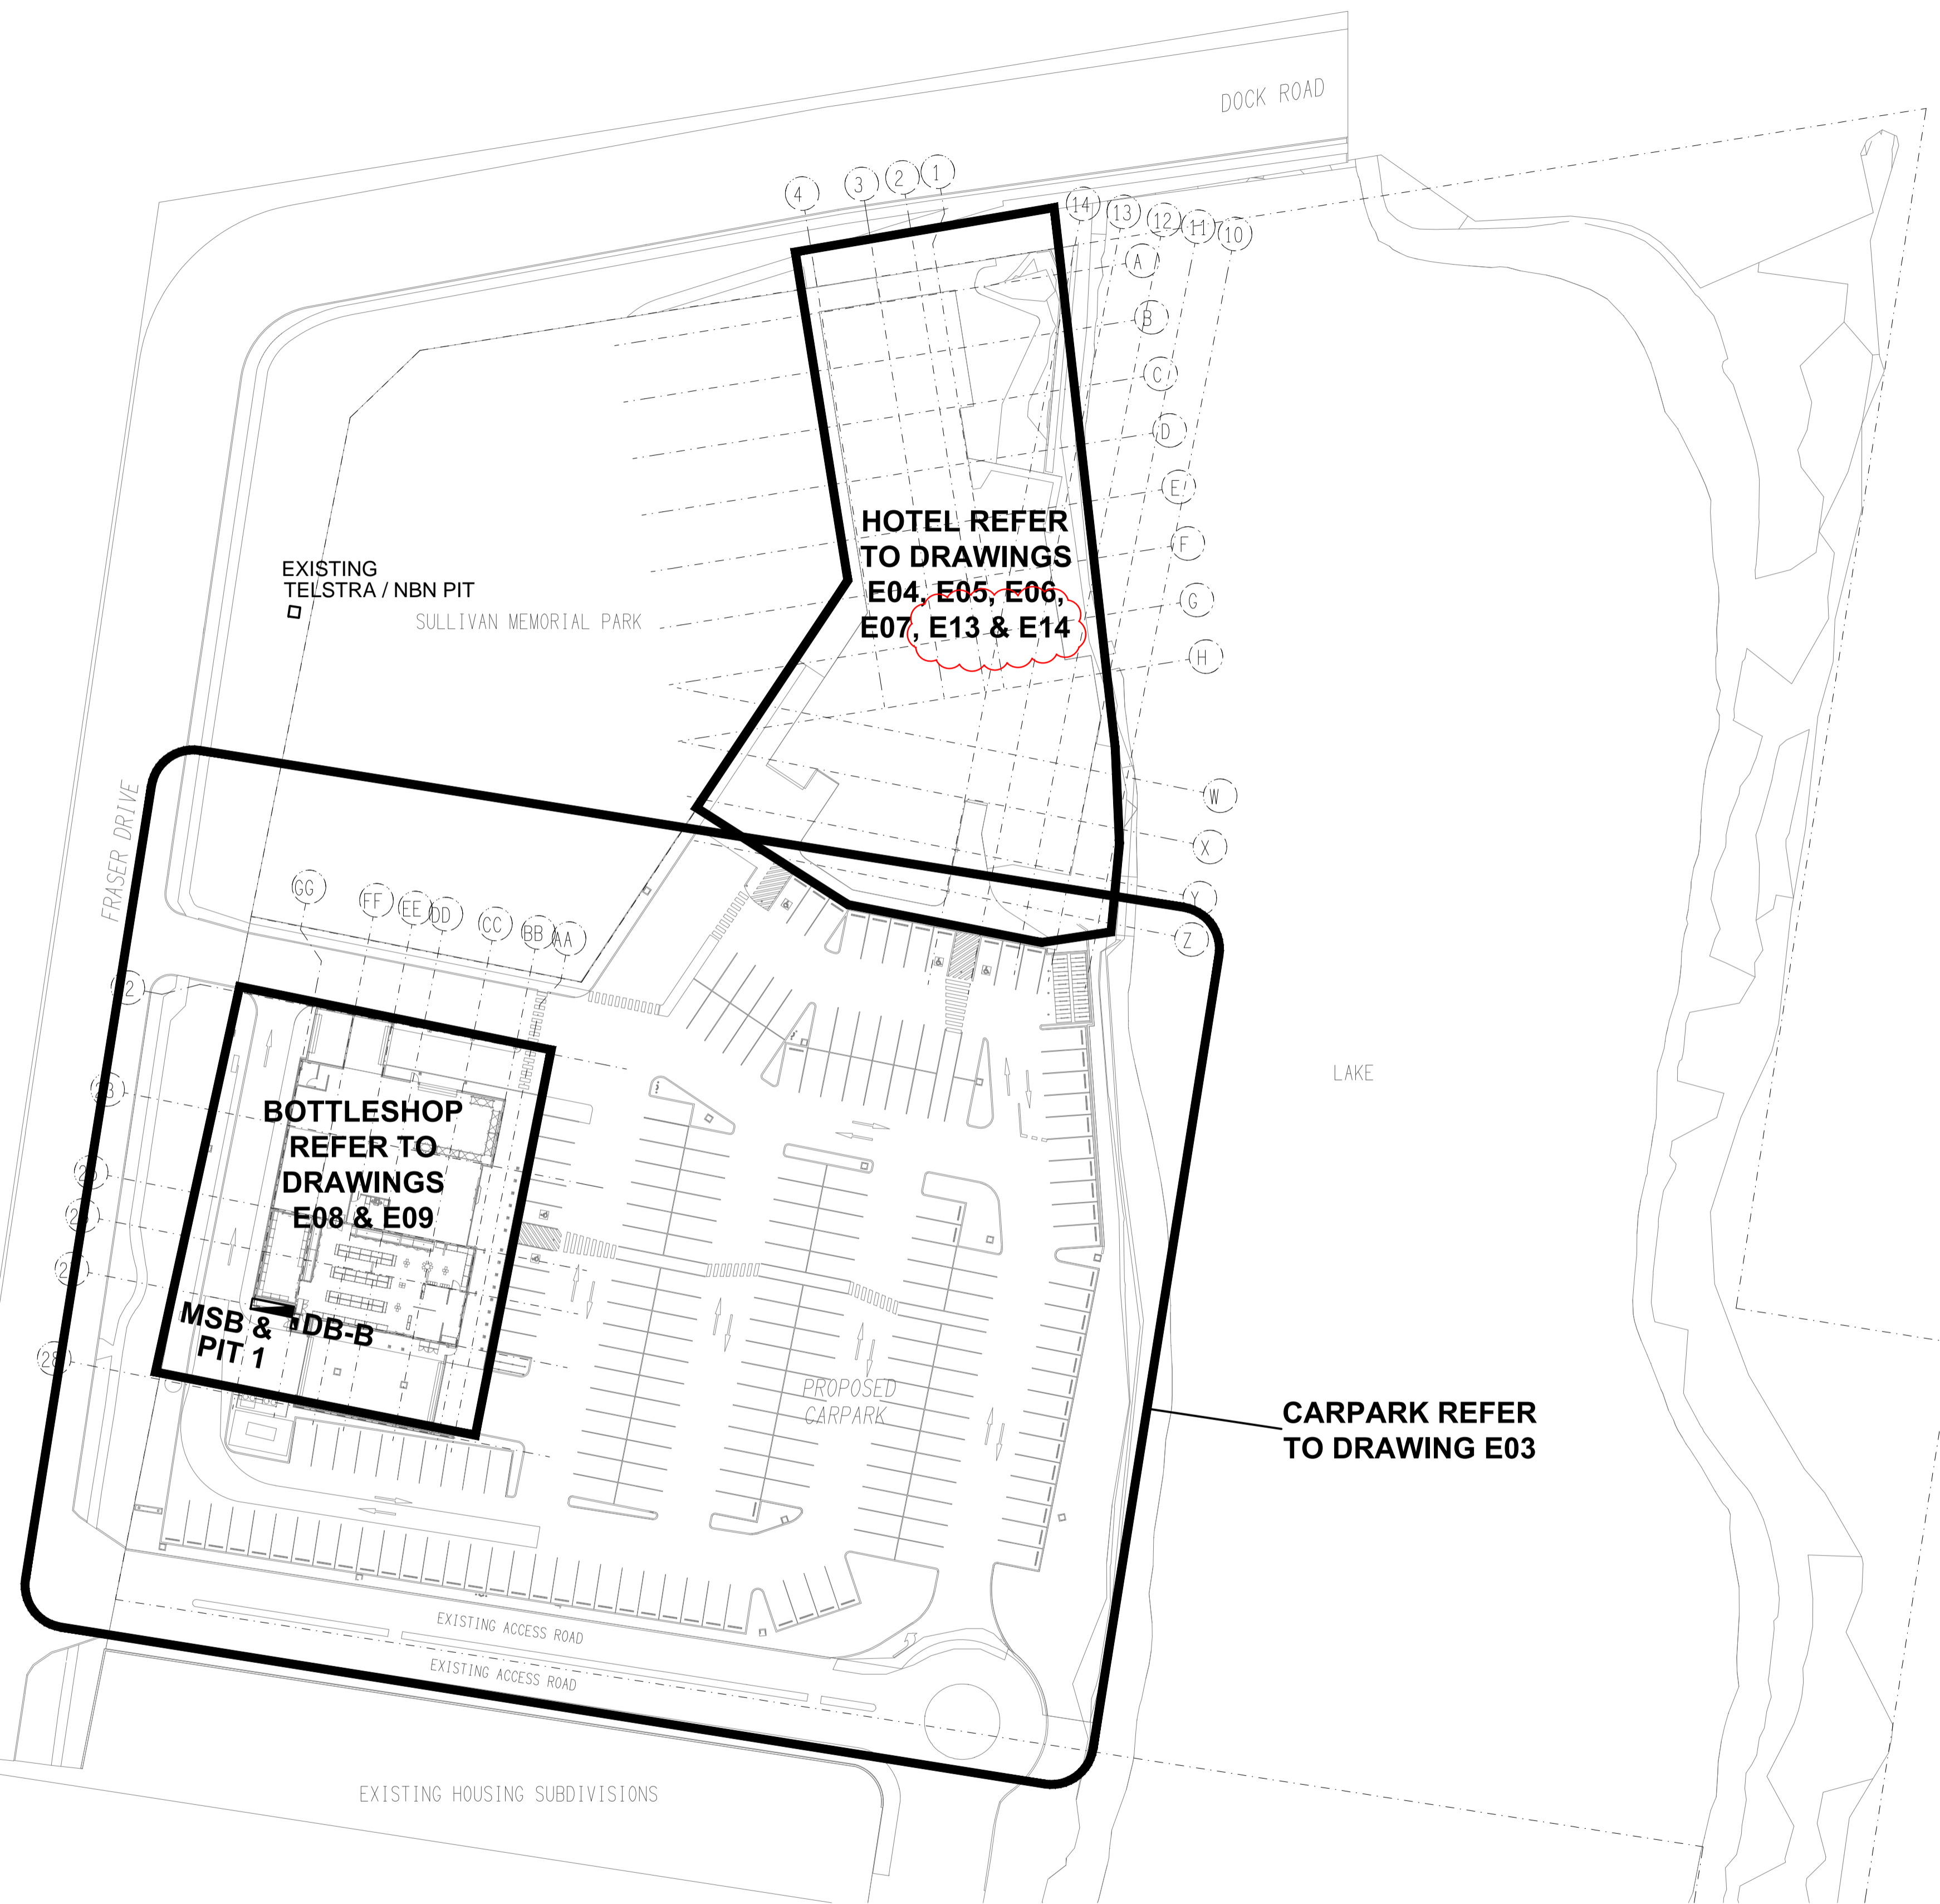 DOCK ROAD
4
3
2
1
14
13
12
11
10
A
B
C
D
E
F
G
H
W
X
Y
Z
HOTEL REFER
TO DRAWINGS
E04, E05, E06,
E07, E13 & E14
EXISTING
TELSTRA / NBN PIT
SULLIVAN MEMORIAL PARK
FRASER DRIVE
GG
FF
EE
DD
CC
BB
AA
BOTTLESHOP
REFER TO
DRAWINGS
E08 & E09
MSB &
PIT 1
DB-B
28
LAKE
PROPOSED
CARPARK
CARPARK REFER
TO DRAWING E03
EXISTING ACCESS ROAD
EXISTING ACCESS ROAD
EXISTING HOUSING SUBDIVISIONS